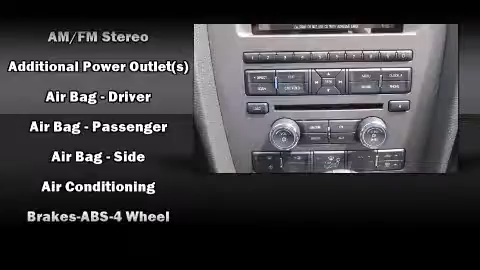 AM/FM Stereo
Additional Power Outlet(s)
Air Bag - Driver
Air Bag - Passenger
Air Bag - Side
Air Conditioning
Brakes-ABS-4 Wheel